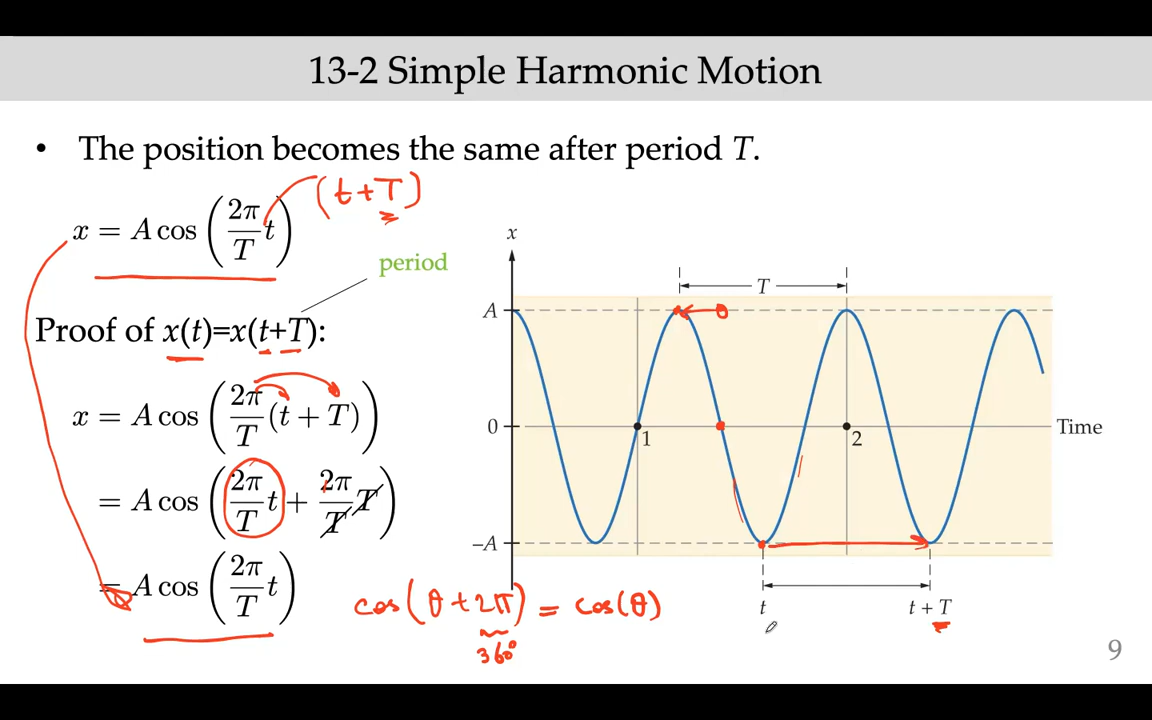 13-2 Simple Harmonic Motion
• The position becomes the same after period T.
x = A cos (2π/T t) (t+T)
period
Proof of x(t)=x(t+T):
x = A cos (2π/T (t + T))
= A cos (2π/T t + 2π/T T)
= A cos (2π/T t)
cos(θ+2π) = cos(θ)
360°
x
T
A
0
1
2
Time
–A
t
t + T
9